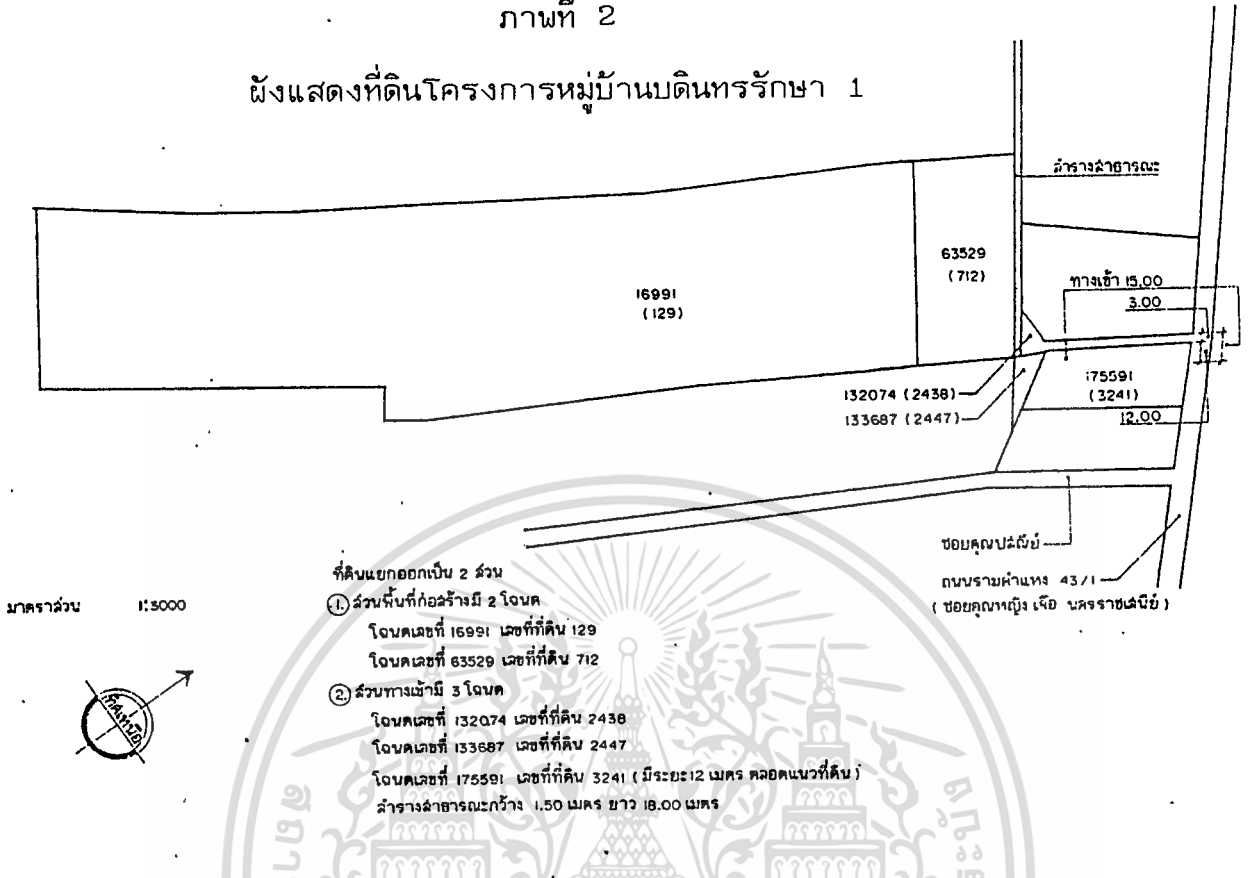 ภาพที่ 2
ผังแสดงที่ดินโครงการหมู่บ้านบดินทรรักษา 1
ลำรางสาธารณะ
63529
(712)
16991
(129)
ทางเข้า 15.00
3.00
175591
(3241)
132074 (2438)
133687 (2447)
12.00
ซอยคุณปลัณีย์
ถนนรามคำแหง 43/1
(ซอยคุณหญิง
ที่ดินแยกออกเป็น 2 ส่วน
มาตราส่วน 1:3000
1. ส่วนพื้นที่ก่อสร้างมี 2 โฉนด
โฉนดเลขที่ 16991 เลขที่ที่ดิน 129
โฉนดเลขที่ 63529 เลขที่ที่ดิน 712
2. ส่วนทางเข้ามี 3 โฉนด
โฉนดเลขที่ 132074 เลขที่ที่ดิน 2438
โฉนดเลขที่ 133687 เลขที่ที่ดิน 2447
โฉนดเลขที่ 175591 เลขที่ที่ดิน 3241 (มีระยะ 12 เมตร ตลอดแนวที่ดิน)
ลำรางสาธารณะกว้าง 1.50 เมตร ยาว 18.00 เมตร
ทิศเหนือ